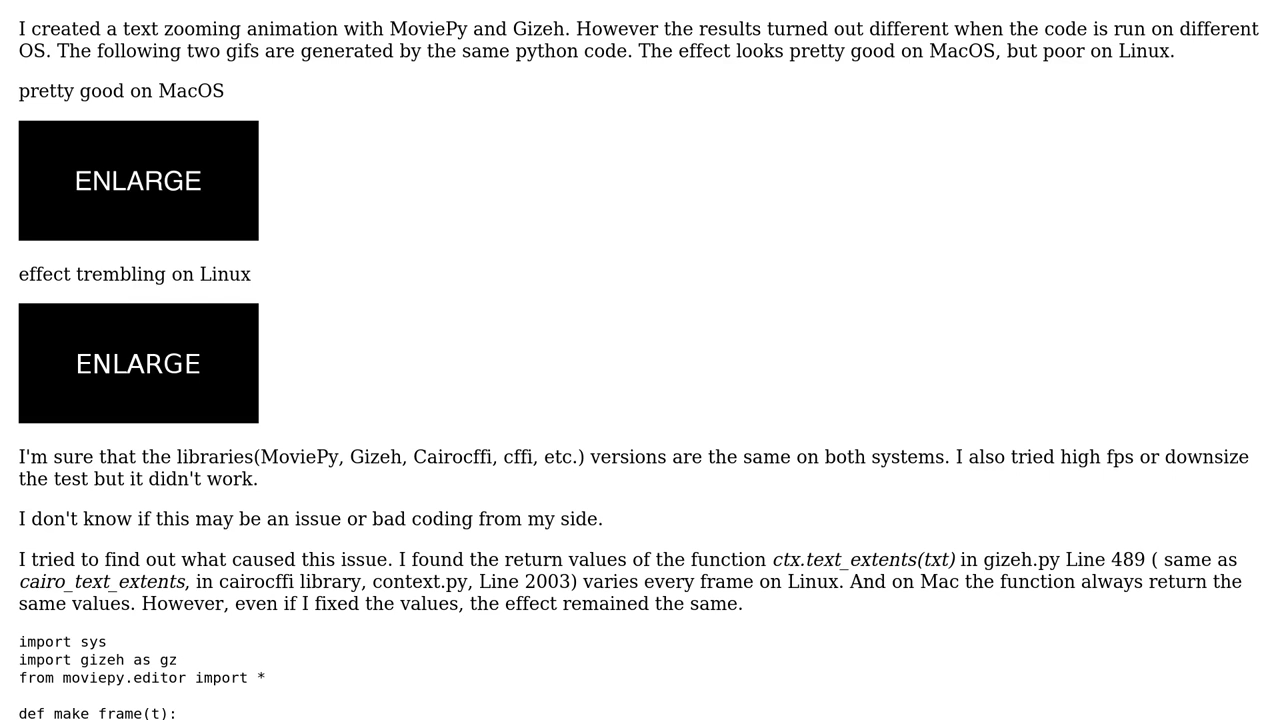 I created a text zooming animation with MoviePy and Gizeh. However the results turned out different when the code is run on different
OS. The following two gifs are generated by the same python code. The effect looks pretty good on MacOS, but poor on Linux.
pretty good on MacOS
ENLARGE
effect trembling on Linux
ENLARGE
I'm sure that the libraries(MoviePy, Gizeh, Cairocffi, cffi, etc.) versions are the same on both systems. I also tried high fps or downsize
the test but it didn't work.
I don't know if this may be an issue or bad coding from my side.
I tried to find out what caused this issue. I found the return values of the function ctx.text_extents(txt) in gizeh.py Line 489 ( same as
cairo_text_extents, in cairocffi library, context.py, Line 2003) varies every frame on Linux. And on Mac the function always return the
same values. However, even if I fixed the values, the effect remained the same.
import sys
import gizeh as gz
from moviepy.editor import *
def make_frame(t):